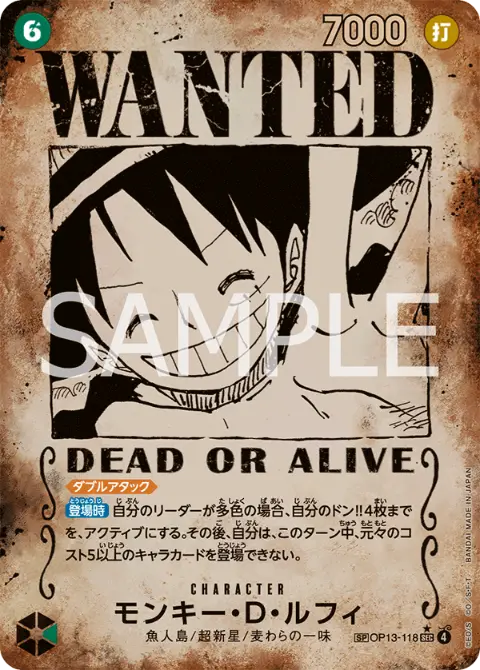 6 7000 打
WANTED
SAMPLE
DEAD OR ALIVE
ダブルアタック
登場時 自分のリーダーが多色の場合、自分のドン!!4枚まで
を、アクティブにする。その後、自分は、このターン中、元々のコ
スト5以上のキャラカードを登場できない。
CHARACTER
モンキー・D・ルフィ
魚人島/超新星/麦わらの一味
SP OP13-118 SEC 4
©E.O./S. ©O./S・F・T BANDAI MADE IN JAPAN